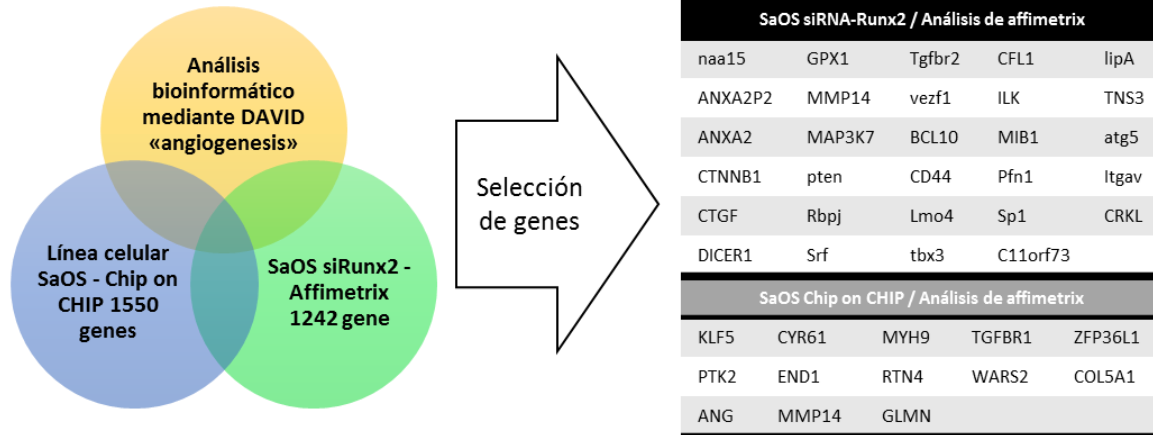 Análisis
bioinformático
mediante DAVID
«angiogenesis»
Línea celular
SaOS - Chip on
CHIP 1550
genes
SaOS siRunx2 -
Affimetrix
1242 gene
Selección
de genes
SaOS siRNA-Runx2 / Análisis de affimetrix
naa15 GPX1 Tgfbr2 CFL1 lipA
ANXA2P2 MMP14 vezf1 ILK TNS3
ANXA2 MAP3K7 BCL10 MIB1 atg5
CTNNB1 pten CD44 Pfn1 Itgav
CTGF Rbpj Lmo4 Sp1 CRKL
DICER1 Srf tbx3 C11orf73
SaOS Chip on CHIP / Análisis de affimetrix
KLF5 CYR61 MYH9 TGFBR1 ZFP36L1
PTK2 END1 RTN4 WARS2 COL5A1
ANG MMP14 GLMN